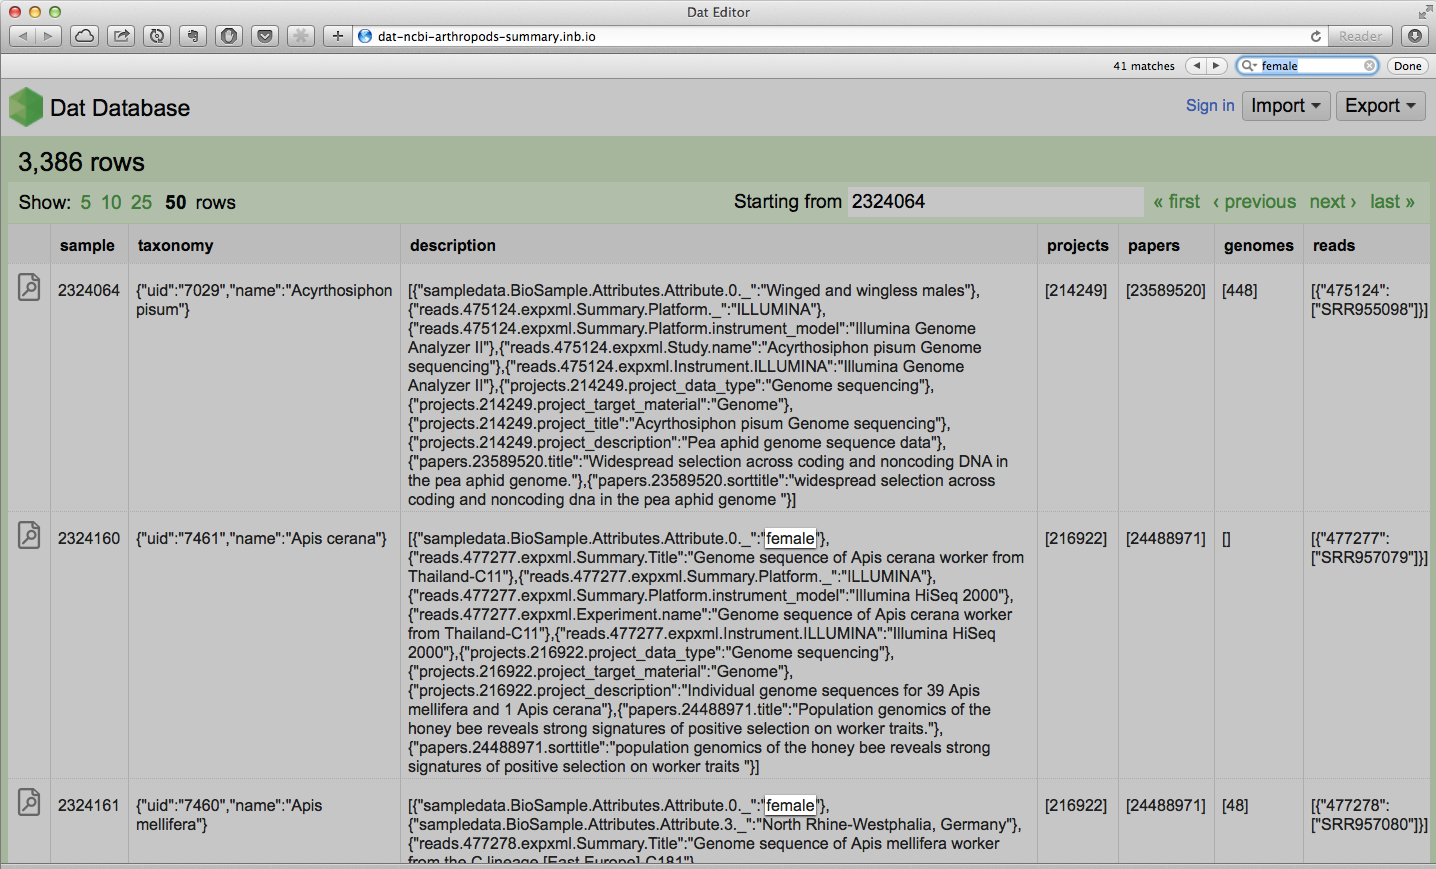 Dat Editor
dat-ncbi-arthropods-summary.inb.io
Reader
41 matches
female
Done
Dat Database
Sign in
Import
Export
3,386 rows
Show: 5 10 25 50 rows
Starting from 2324064 « first ‹ previous next › last »
sample taxonomy description projects papers genomes reads
2324064
{"uid":"7029","name":"Acyrthosiphon
pisum"}
[{"sampledata.BioSample.Attributes.Attribute.0._":"Winged and wingless males"},
{"reads.475124.expxml.Summary.Platform._":"ILLUMINA"},
{"reads.475124.expxml.Summary.Platform.instrument_model":"Illumina Genome
Analyzer II"},{"reads.475124.expxml.Study.name":"Acyrthosiphon pisum Genome
sequencing"},{"reads.475124.expxml.Instrument.ILLUMINA":"Illumina Genome
Analyzer II"},{"projects.214249.project_data_type":"Genome sequencing"},
{"projects.214249.project_target_material":"Genome"},
{"projects.214249.project_title":"Acyrthosiphon pisum Genome sequencing"},
{"projects.214249.project_description":"Pea aphid genome sequence data"},
{"papers.23589520.title":"Widespread selection across coding and noncoding DNA in
the pea aphid genome."},{"papers.23589520.sorttitle":"widespread selection across
coding and noncoding dna in the pea aphid genome "}]
[214249]
[23589520]
[448]
[{"475124":
["SRR955098"]}]
2324160
{"uid":"7461","name":"Apis cerana"}
[{"sampledata.BioSample.Attributes.Attribute.0._":"female"},
{"reads.477277.expxml.Summary.Title":"Genome sequence of Apis cerana worker from
Thailand-C11"},{"reads.477277.expxml.Summary.Platform._":"ILLUMINA"},
{"reads.477277.expxml.Summary.Platform.instrument_model":"Illumina HiSeq 2000"},
{"reads.477277.expxml.Experiment.name":"Genome sequence of Apis cerana worker
from Thailand-C11"},{"reads.477277.expxml.Instrument.ILLUMINA":"Illumina HiSeq
2000"},{"projects.216922.project_data_type":"Genome sequencing"},
{"projects.216922.project_target_material":"Genome"},
{"projects.216922.project_description":"Individual genome sequences for 39 Apis
mellifera and 1 Apis cerana"},{"papers.24488971.title":"Population genomics of the
honey bee reveals strong signatures of positive selection on worker traits."},
{"papers.24488971.sorttitle":"population genomics of the honey bee reveals strong
signatures of positive selection on worker traits "}]
[216922]
[24488971]
[]
[{"477277":
["SRR957079"]}]
2324161
{"uid":"7460","name":"Apis
mellifera"}
[{"sampledata.BioSample.Attributes.Attribute.0._":"female"},
{"sampledata.BioSample.Attributes.Attribute.3._":"North Rhine-Westphalia, Germany"},
{"reads.477278.expxml.Summary.Title":"Genome sequence of Apis mellifera worker
from the C lineage [East Europe]-C181"}
[216922]
[24488971]
[48]
[{"477278":
["SRR957080"]}]